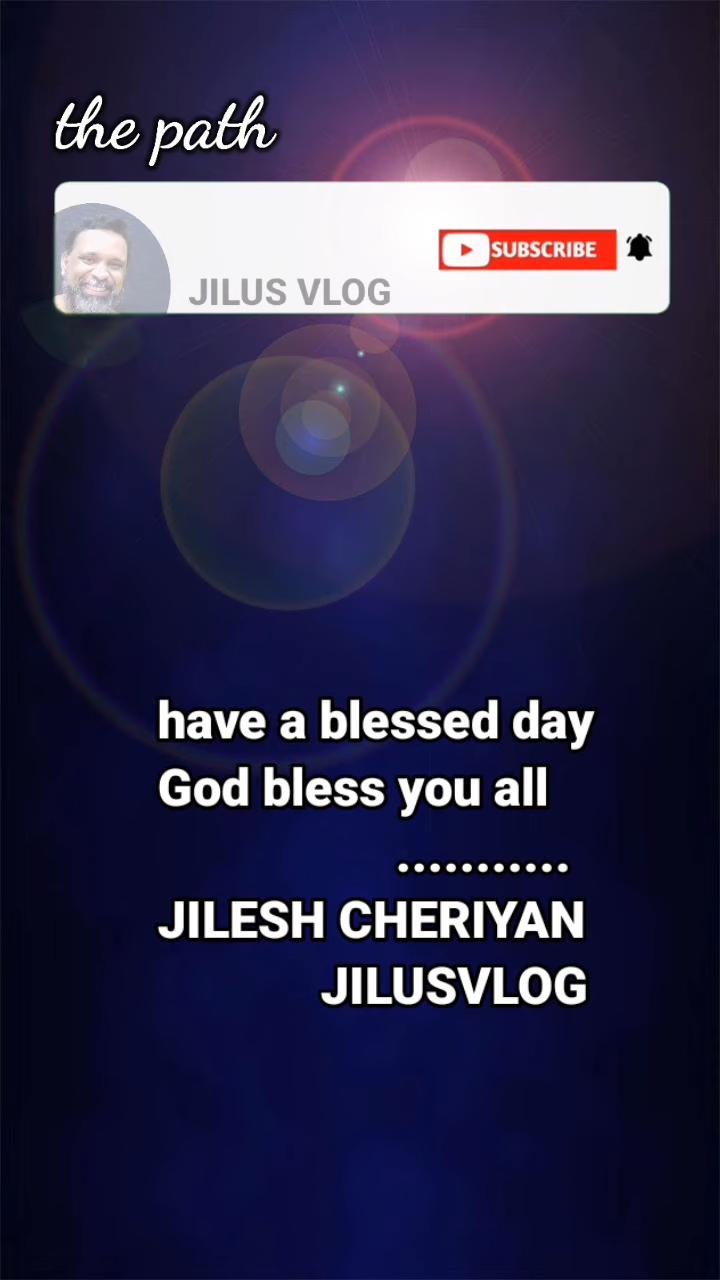 the path
JILUS VLOG
SUBSCRIBE
have a blessed day
God bless you all
...........
JILESH CHERIYAN
JILUSVLOG